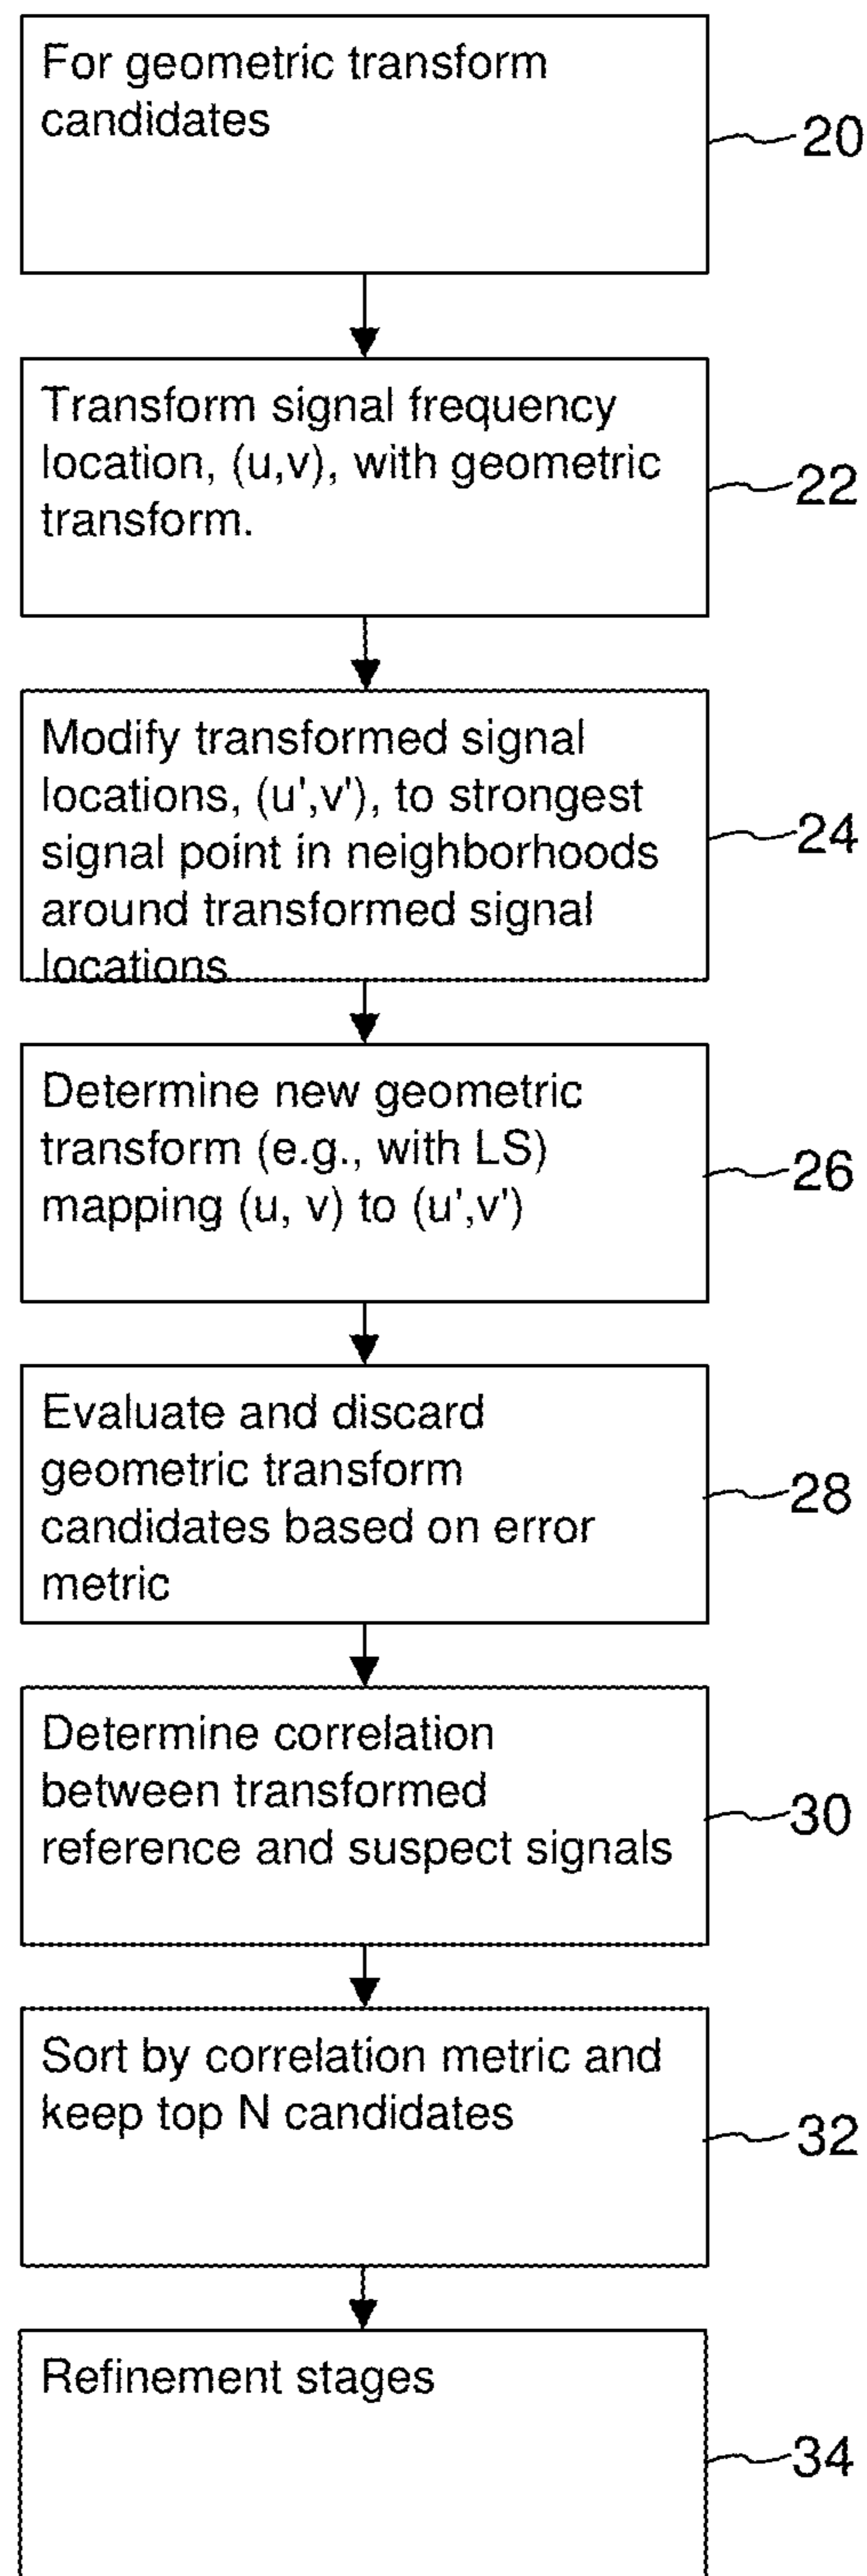 For geometric transform
candidates
20
Transform signal frequency
location, (u,v), with geometric
transform.
22
Modify transformed signal
locations, (u',v'), to strongest
signal point in neighborhoods
around transformed signal
locations
24
Determine new geometric
transform (e.g., with LS)
mapping (u, v) to (u',v')
26
Evaluate and discard
geometric transform
candidates based on error
metric
28
Determine correlation
between transformed
reference and suspect signals
30
Sort by correlation metric and
keep top N candidates
32
Refinement stages
34